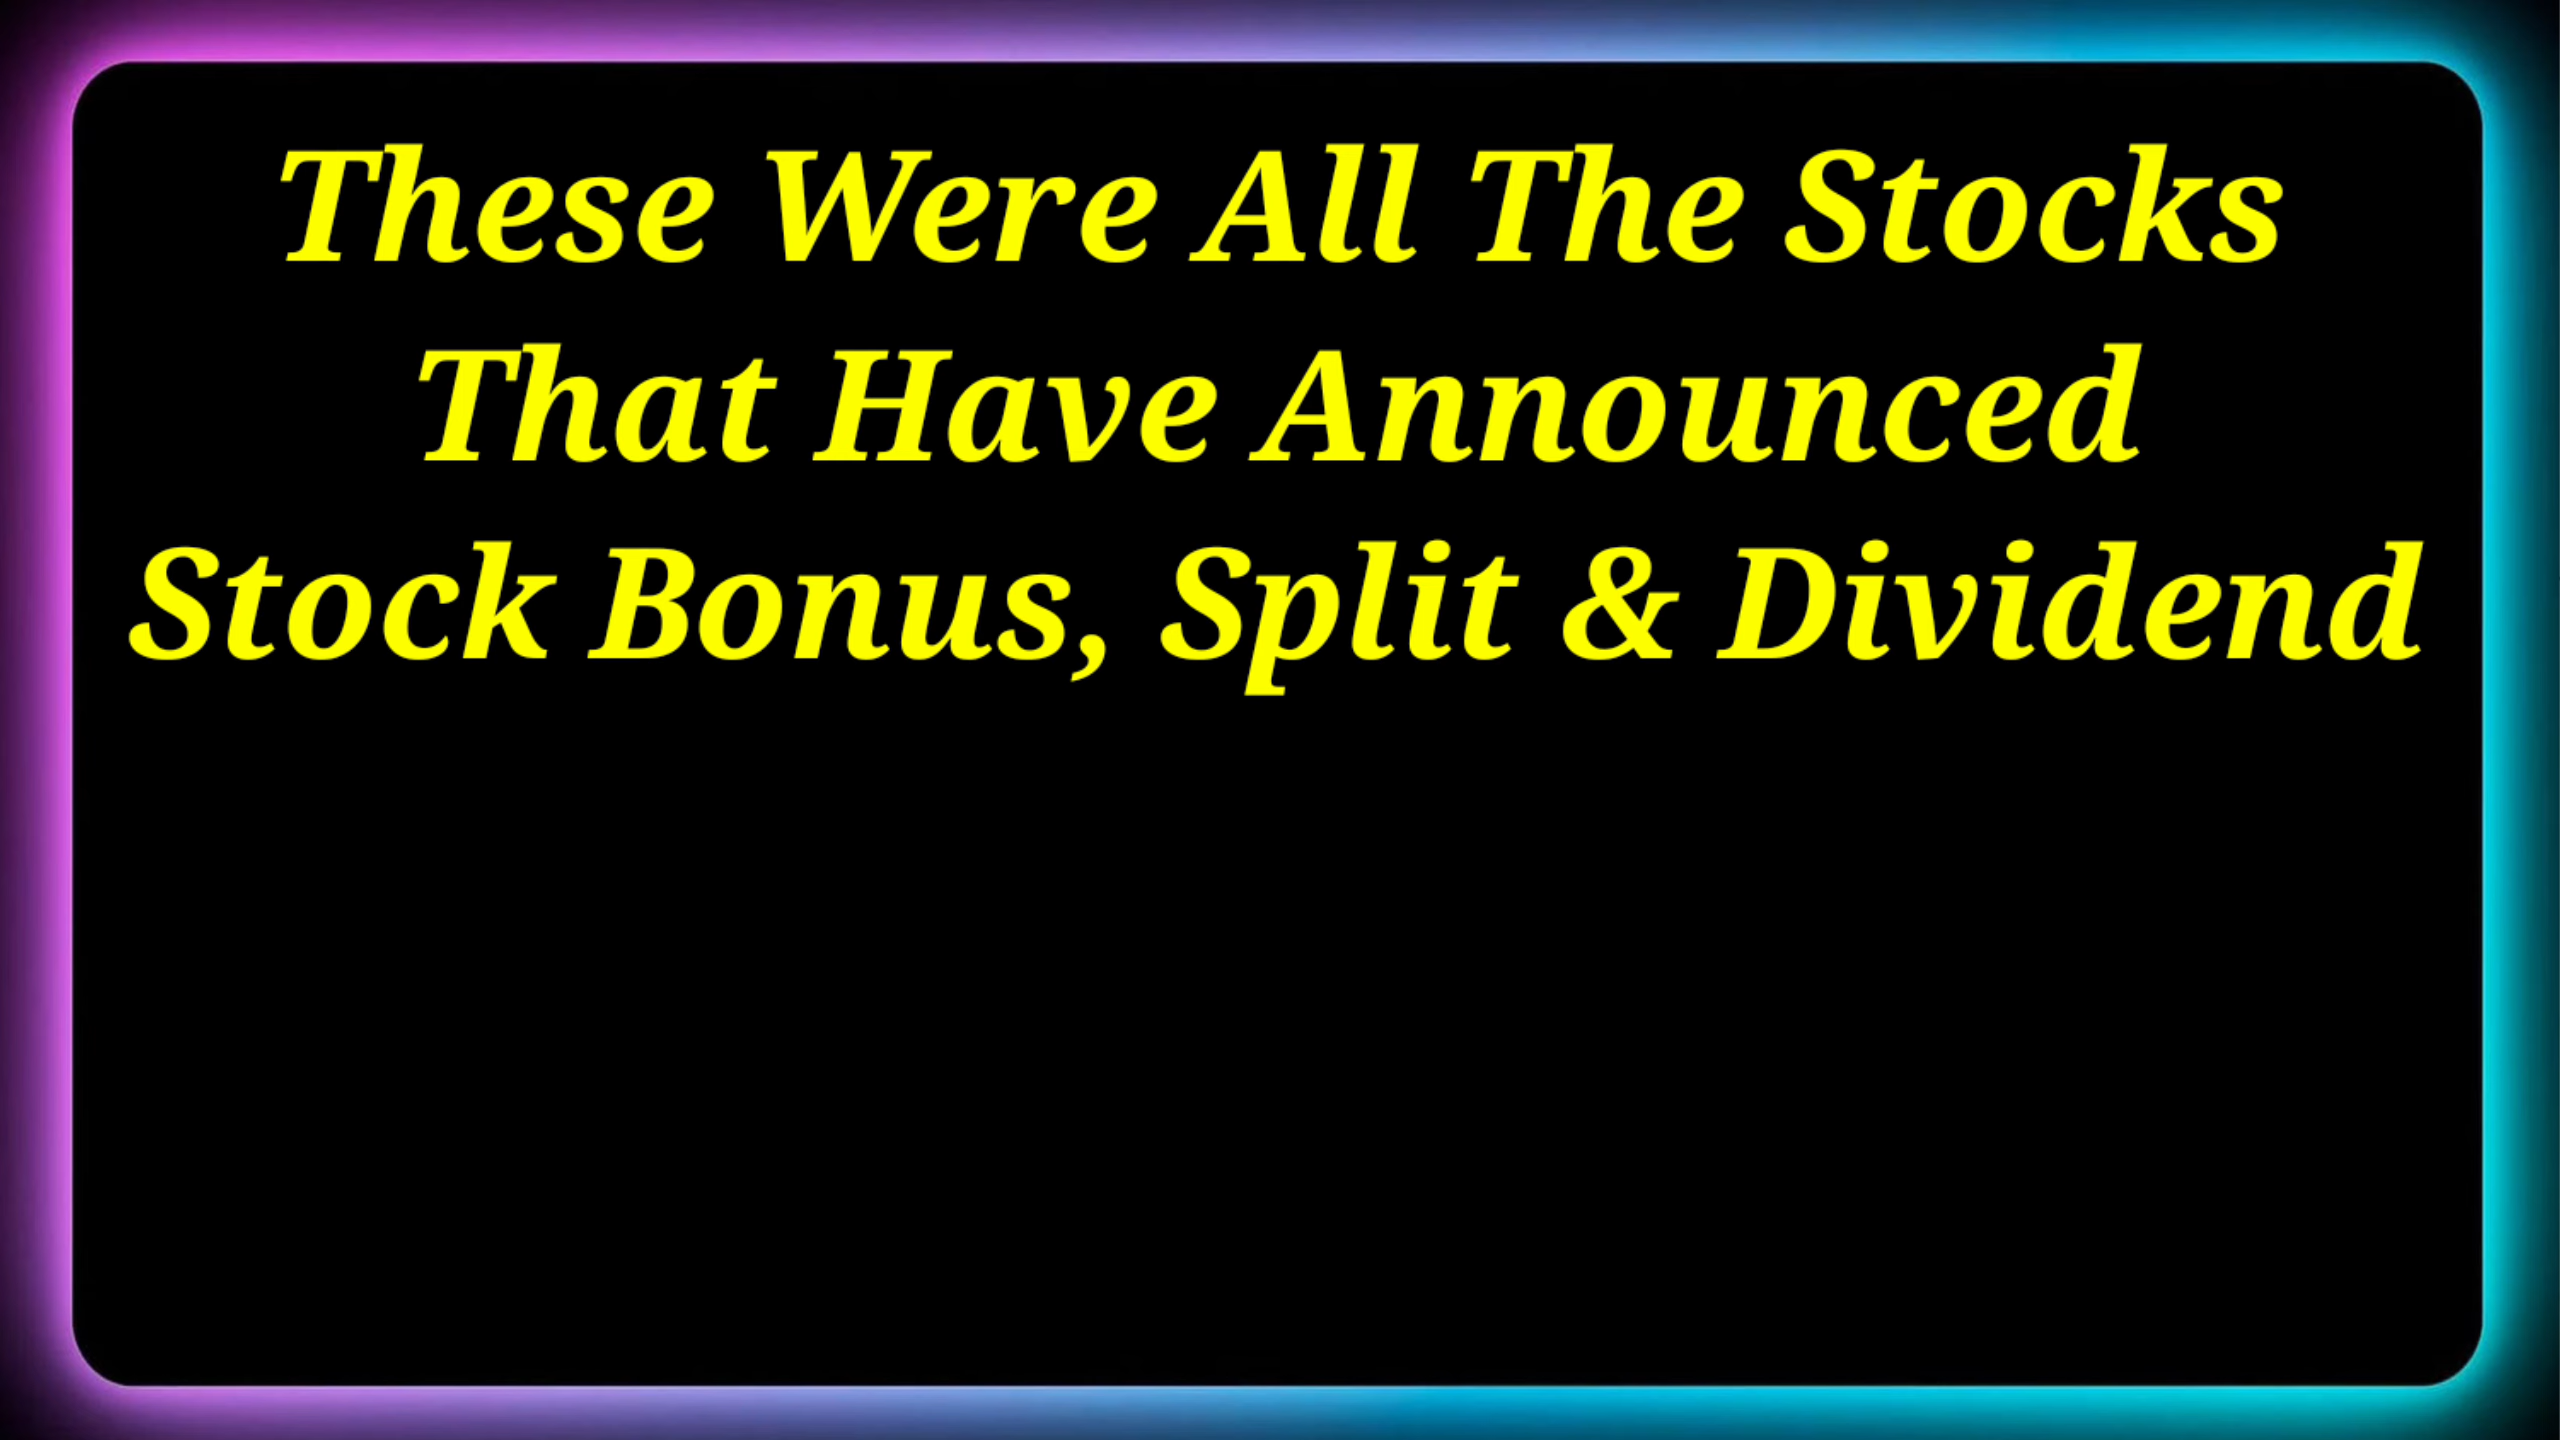 These Were All The Stocks
That Have Announced
Stock Bonus, Split & Dividend